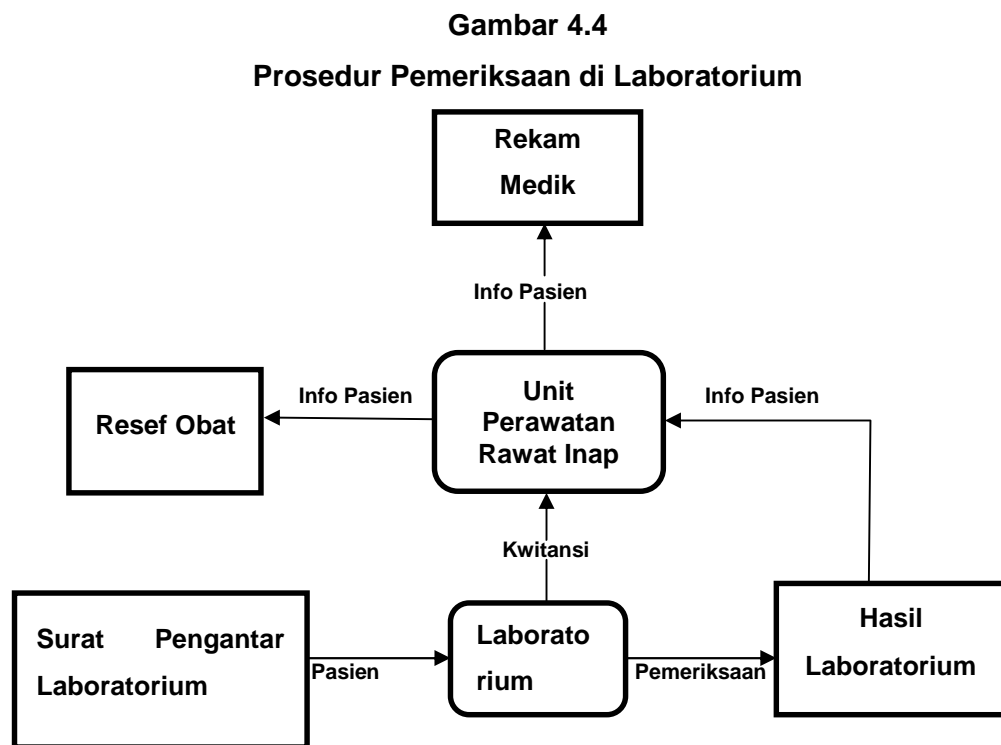 Gambar 4.4
Prosedur Pemeriksaan di Laboratorium
Rekam
Medik
Info Pasien
Unit
Perawatan
Rawat Inap
Info Pasien
Resef Obat
Info Pasien
Kwitansi
Surat Pengantar
Laboratorium
Pasien
Laborato
rium
Pemeriksaan
Hasil
Laboratorium